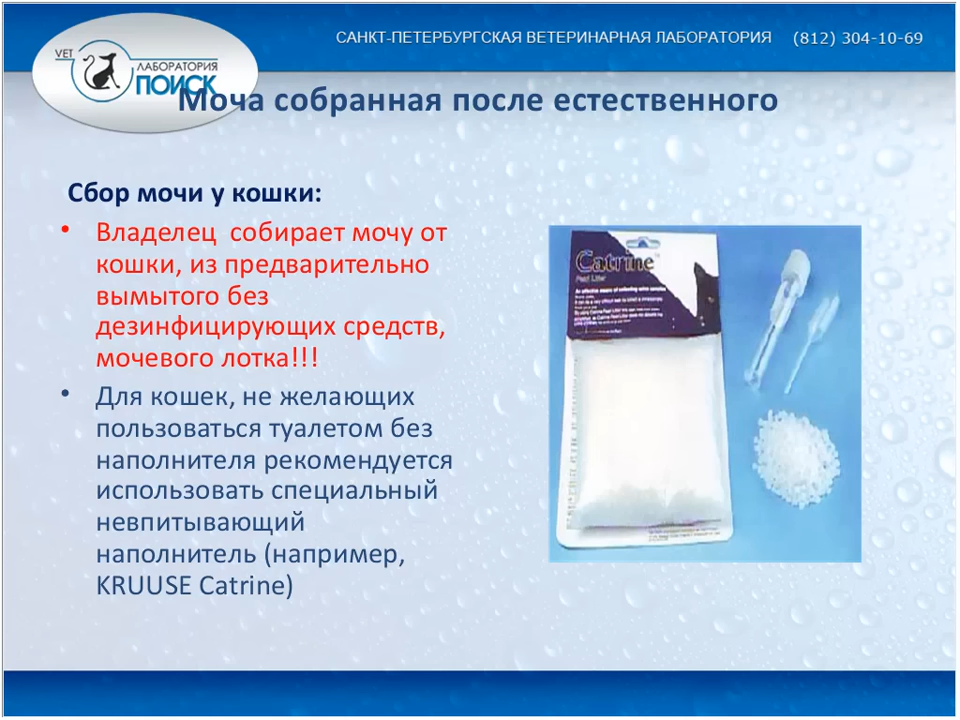 САНКТ-ПЕТЕРБУРГСКАЯ ВЕТЕРИНАРНАЯ ЛАБОРАТОРИЯ (812) 304-10-69
VET
ЛАБОРАТОРИЯ
ПОИСК
Моча собранная после естественного
Сбор мочи у кошки:
• Владелец собирает мочу от
кошки, из предварительно
вымытого без
дезинфицирующих средств,
мочевого лотка!!!
• Для кошек, не желающих
пользоваться туалетом без
наполнителя рекомендуется
использовать специальный
невпитывающий
наполнитель (например,
KRUUSE Catrine)
Catrine